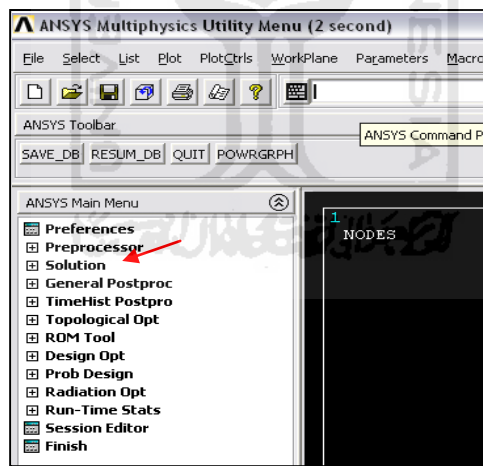 ANSYS Multiphysics Utility Menu (2 second)
File Select List Plot PlotCtrls WorkPlane Parameters Macro
ANSYS Toolbar
ANSYS Command P
SAVE_DB RESUM_DB QUIT POWRGRPH
ANSYS Main Menu
Preferences
Preprocessor
Solution
General Postproc
TimeHist Postpro
Topological Opt
ROM Tool
Design Opt
Prob Design
Radiation Opt
Run-Time Stats
Session Editor
Finish
1
NODES